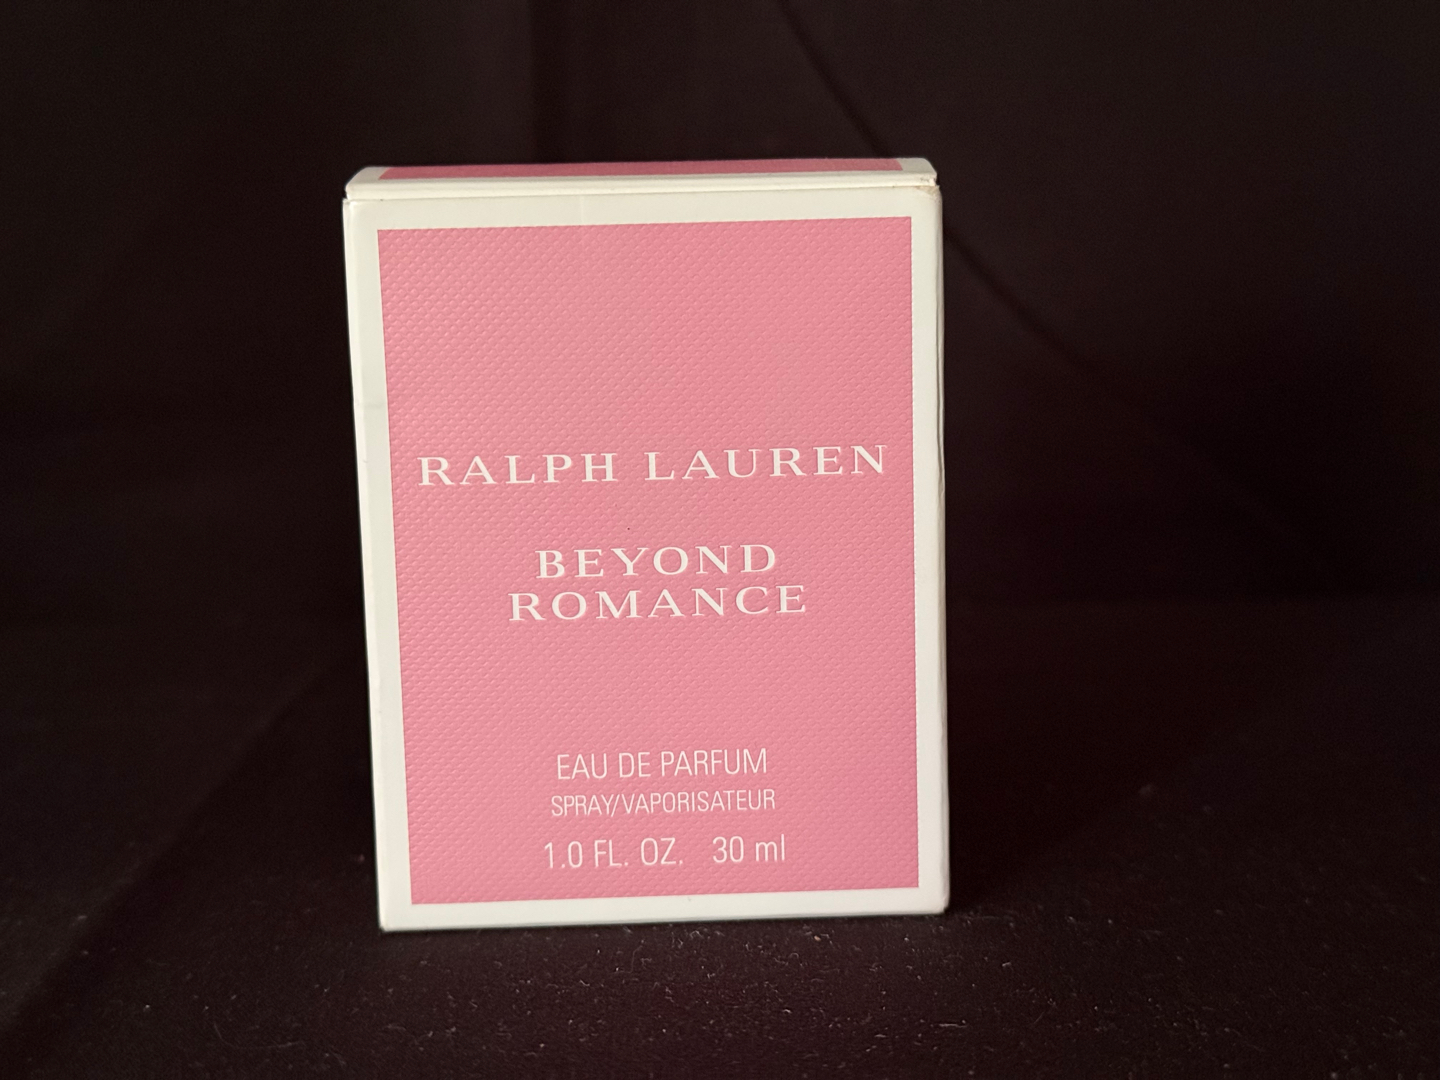 RALPH LAUREN
BEYOND
ROMANCE
EAU DE PARFUM
SPRAY/VAPORISATEUR
1.0 FL. OZ. 30 ml